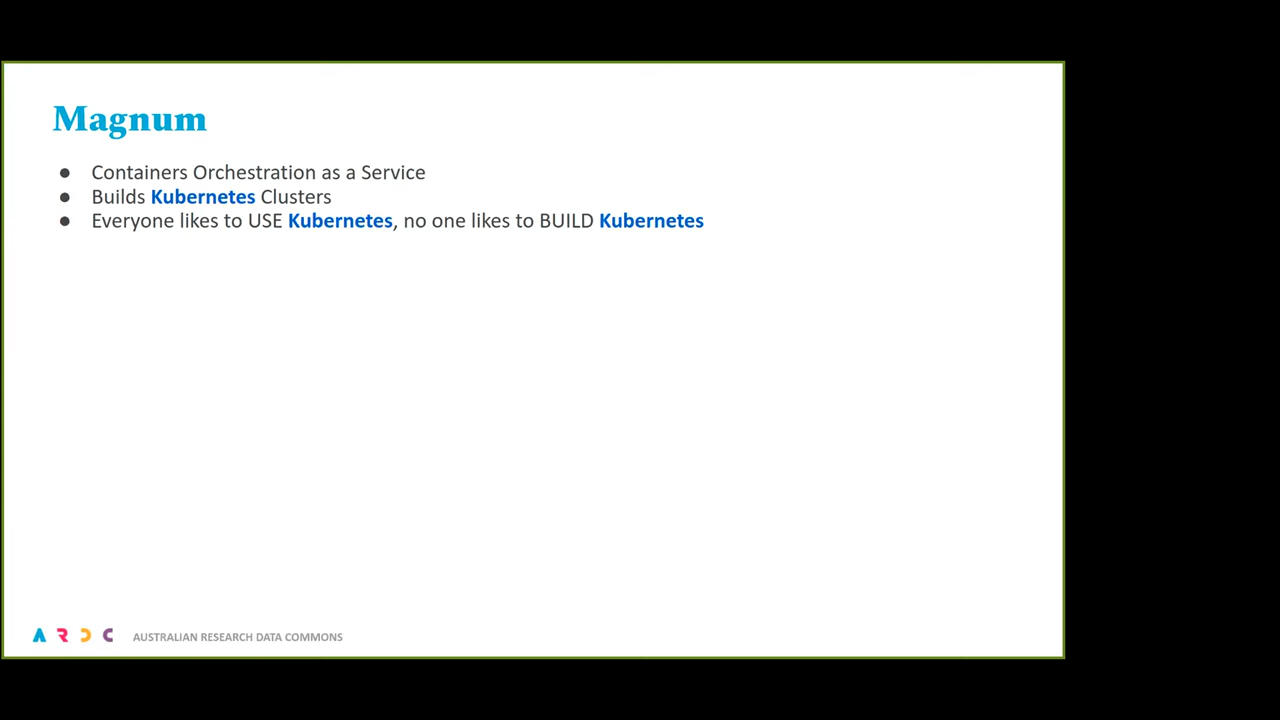 Magnum
● Containers Orchestration as a Service
● Builds Kubernetes Clusters
● Everyone likes to USE Kubernetes, no one likes to BUILD Kubernetes
ARDC AUSTRALIAN RESEARCH DATA COMMONS